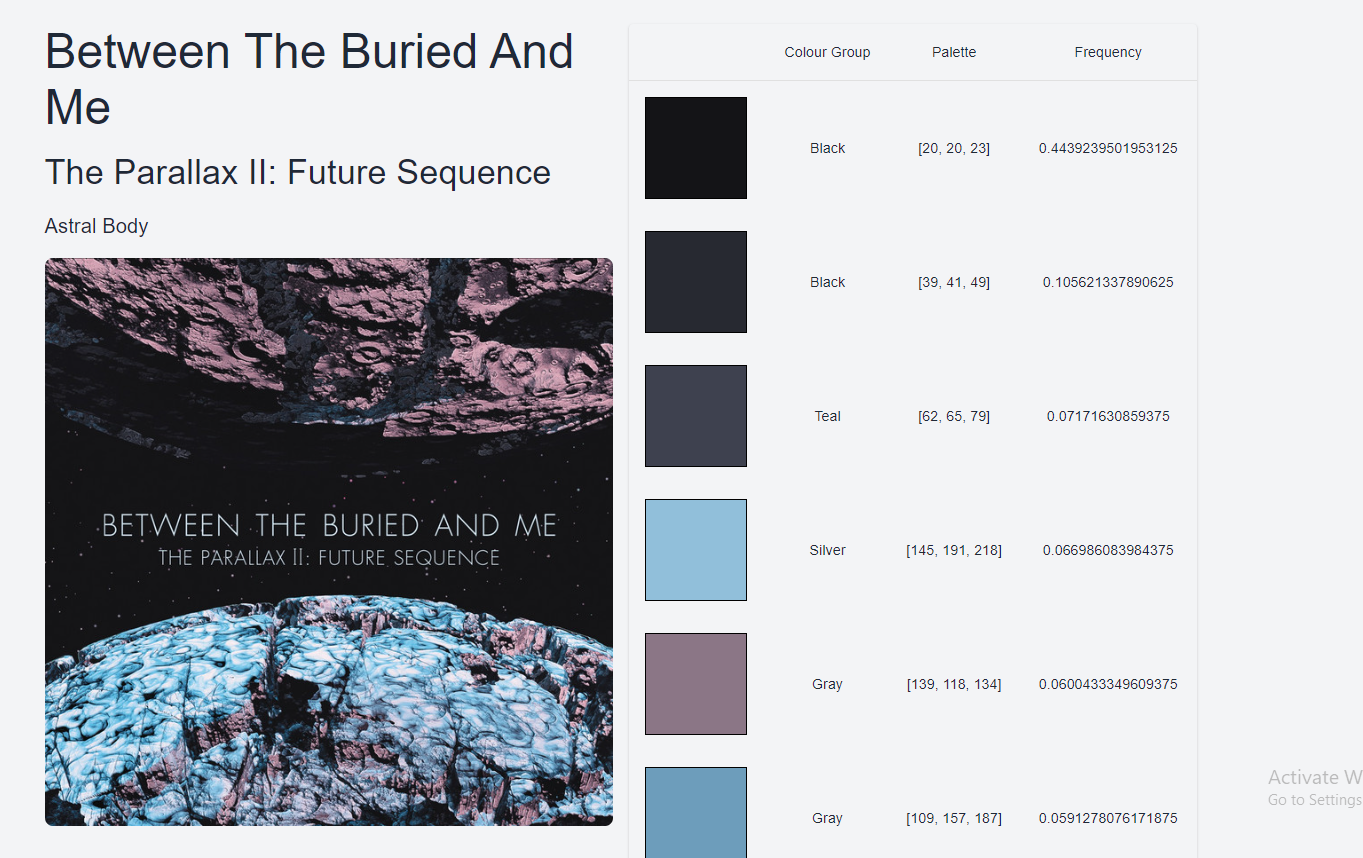 Between The Buried And
Me
The Parallax II: Future Sequence
Astral Body
BETWEEN THE BURIED AND ME
THE PARALLAX II: FUTURE SEQUENCE
Colour Group Palette Frequency
Black [20, 20, 23] 0.4439239501953125
Black [39, 41, 49] 0.105621337890625
Teal [62, 65, 79] 0.07171630859375
Silver [145, 191, 218] 0.066986083984375
Gray [139, 118, 134] 0.0600433349609375
Gray [109, 157, 187] 0.0591278076171875
Activate W
Go to Settings